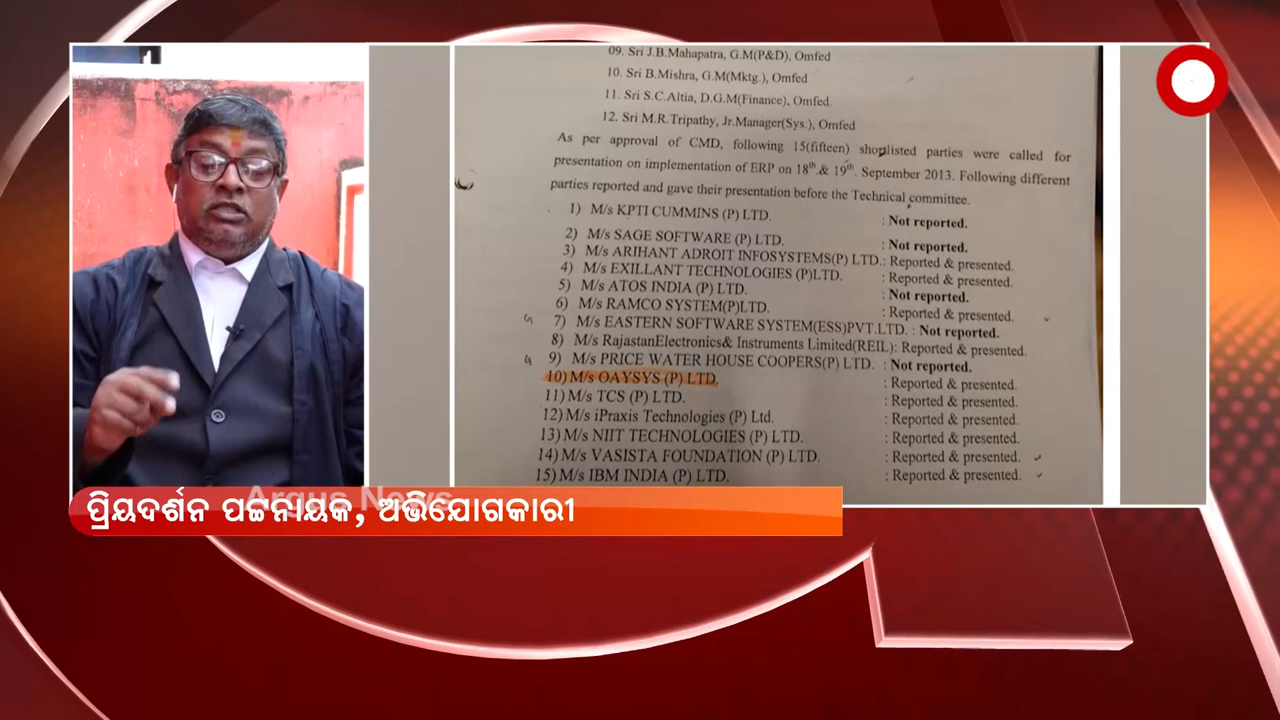 09. Sri J.B.Mahapatra, G.M(P&D), Omfed
10. Sri B.Mishra, G.M(Mktg.), Omfed
11. Sri S.C.Altia, D.G.M(Finance), Omfed.
12. Sri M.R.Tripathy, Jr.Manager(Sys.), Omfed
As per approval of CMD, following 15(fifteen) shortlisted parties were called for
presentation on implementation of ERP on 18th.& 19th. September 2013. Following different
parties reported and gave their presentation before the Technical committee.
1) M/s KPTI CUMMINS (P) LTD. : Not reported.
2) M/s SAGE SOFTWARE (P) LTD. : Not reported.
3) M/s ARIHANT ADROIT INFOSYSTEMS(P) LTD.: Reported & presented.
4) M/s EXILLANT TECHNOLOGIES (P)LTD. : Reported & presented.
5) M/s ATOS INDIA (P) LTD. : Not reported.
6) M/s RAMCO SYSTEM(P)LTD. : Reported & presented.
7) M/s EASTERN SOFTWARE SYSTEM(ESS)PVT.LTD. : Not reported.
8) M/s RajastanElectronics& Instruments Limited(REIL): Reported & presented.
9) M/s PRICE WATER HOUSE COOPERS(P) LTD. : Not reported.
10) M/s OAYSYS (P) LTD. : Reported & presented.
11) M/s TCS (P) LTD. : Reported & presented.
12) M/s iPraxis Technologies (P) Ltd. : Reported & presented.
13) M/s NIIT TECHNOLOGIES (P) LTD. : Reported & presented.
14) M/s VASISTA FOUNDATION (P) LTD. : Reported & presented.
15) M/s IBM INDIA (P) LTD. : Reported & presented.
Argus News
ପ୍ରିୟଦର୍ଶନ ପଟ୍ଟନାୟକ, ଅଭିଯୋଗକାରୀ